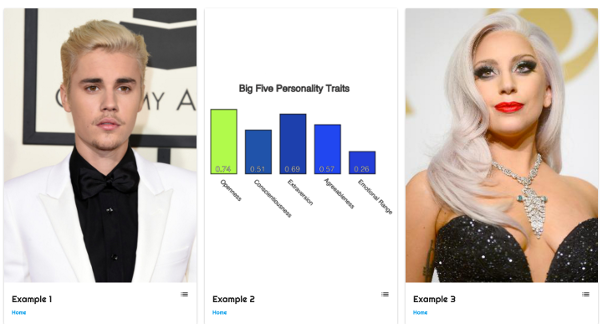 MY A
Big Five Personality Traits
0.74
0.51
0.69
0.57
0.26
Openness
Conscientiousness
Extraversion
Agreeableness
Emotional Range
Example 1
Home
Example 2
Home
Example 3
Home